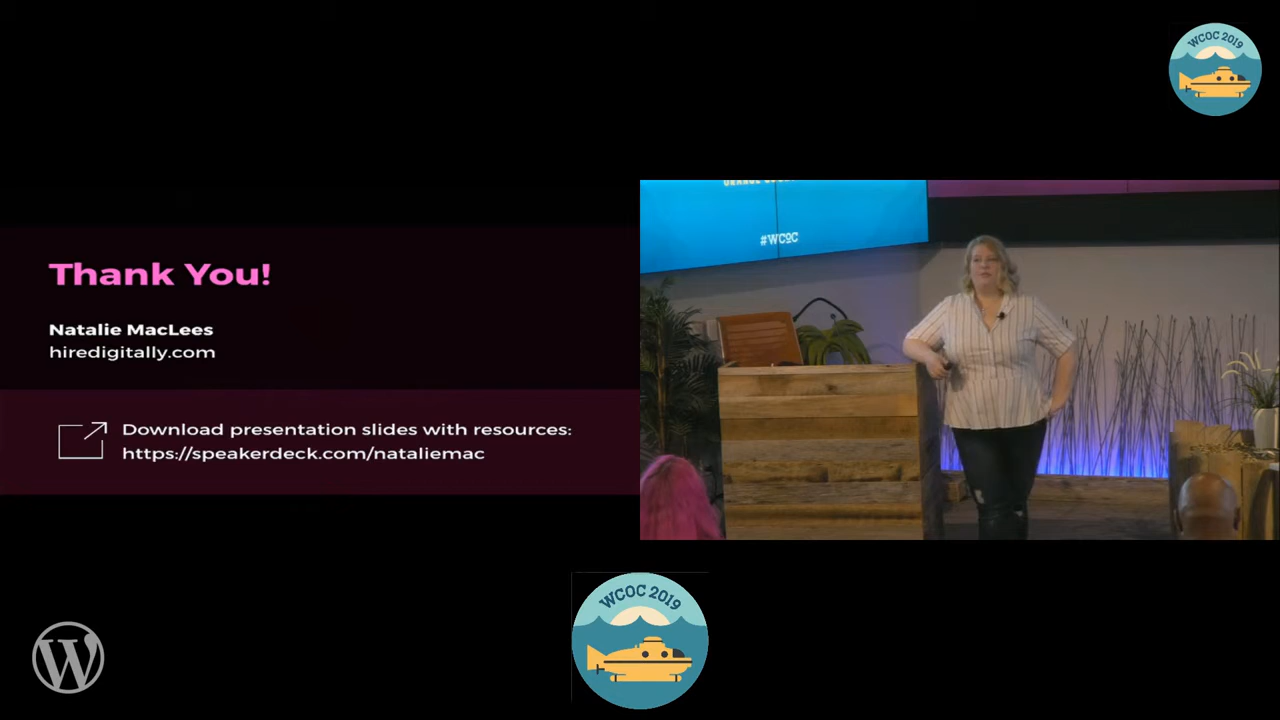 WCOC 2019
#WCOC
Thank You!
Natalie MacLees
hiredigitally.com
Download presentation slides with resources:
https://speakerdeck.com/nataliemac
WCOC 2019